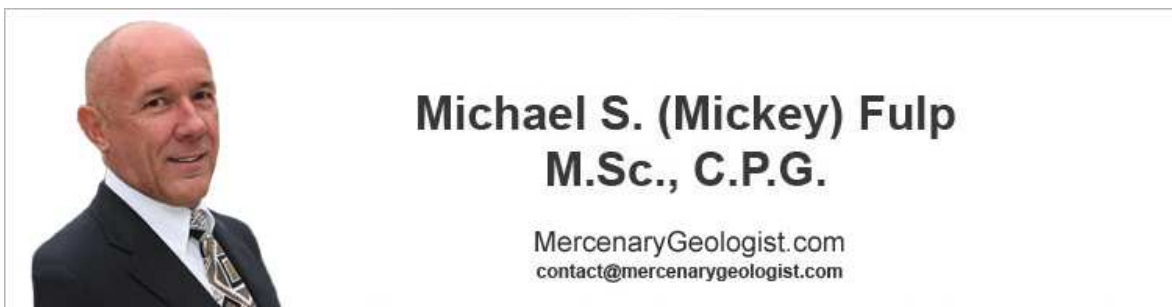 Michael S. (Mickey) Fulp
M.Sc., C.P.G.
MercenaryGeologist.com
contact@mercenarygeologist.com